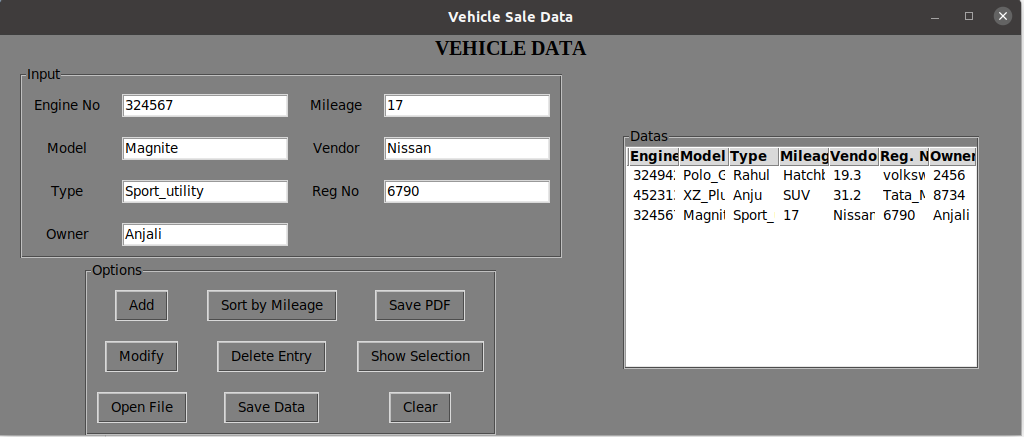 Vehicle Sale Data
VEHICLE DATA
Input
Engine No 324567 Mileage 17
Model Magnite Vendor Nissan
Type Sport_utility Reg No 6790
Owner Anjali
Options
Add Sort by Mileage Save PDF
Modify Delete Entry Show Selection
Open File Save Data Clear
Datas
Engine Model Type Mileag Vendo Reg. N Owner
32494 Polo_G Rahul Hatchb 19.3 volksw 2456
45231 XZ_Plu Anju SUV 31.2 Tata_M 8734
32456 Magnit Sport_ 17 Nissan 6790 Anjali